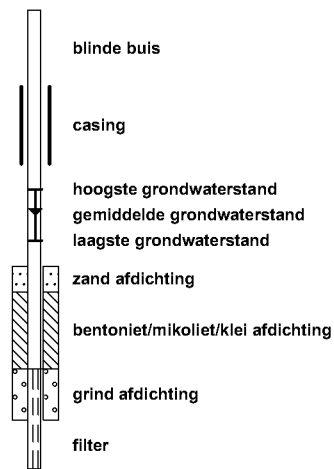 blinde buis
casing
hoogste grondwaterstand
gemiddelde grondwaterstand
laagste grondwaterstand
zand afdichting
bentoniet/mikoliet/klei afdichting
grind afdichting
filter